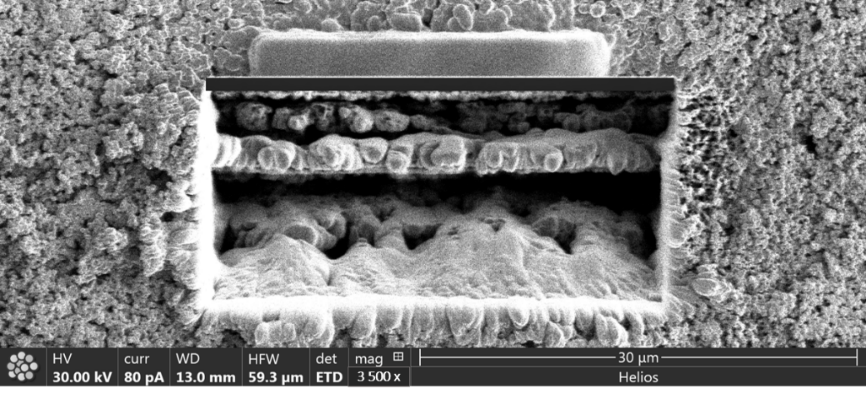 HV curr WD HFW det mag 30 µm
30.00 kV 80 pA 13.0 mm 59.3 µm ETD 3 500 x Helios